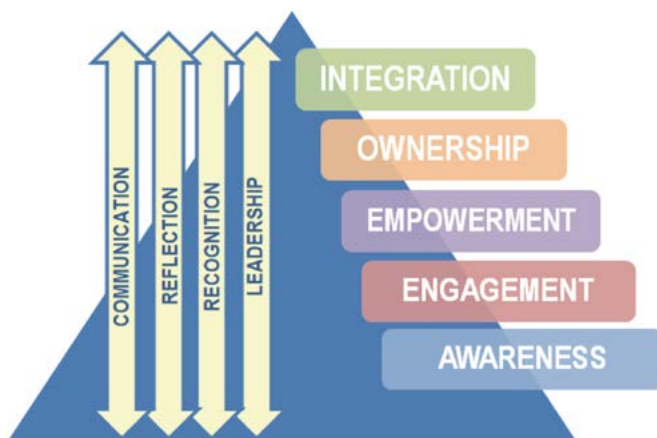 COMMUNICATION
REFLECTION
RECOGNITION
LEADERSHIP
INTEGRATION
OWNERSHIP
EMPOWERMENT
ENGAGEMENT
AWARENESS